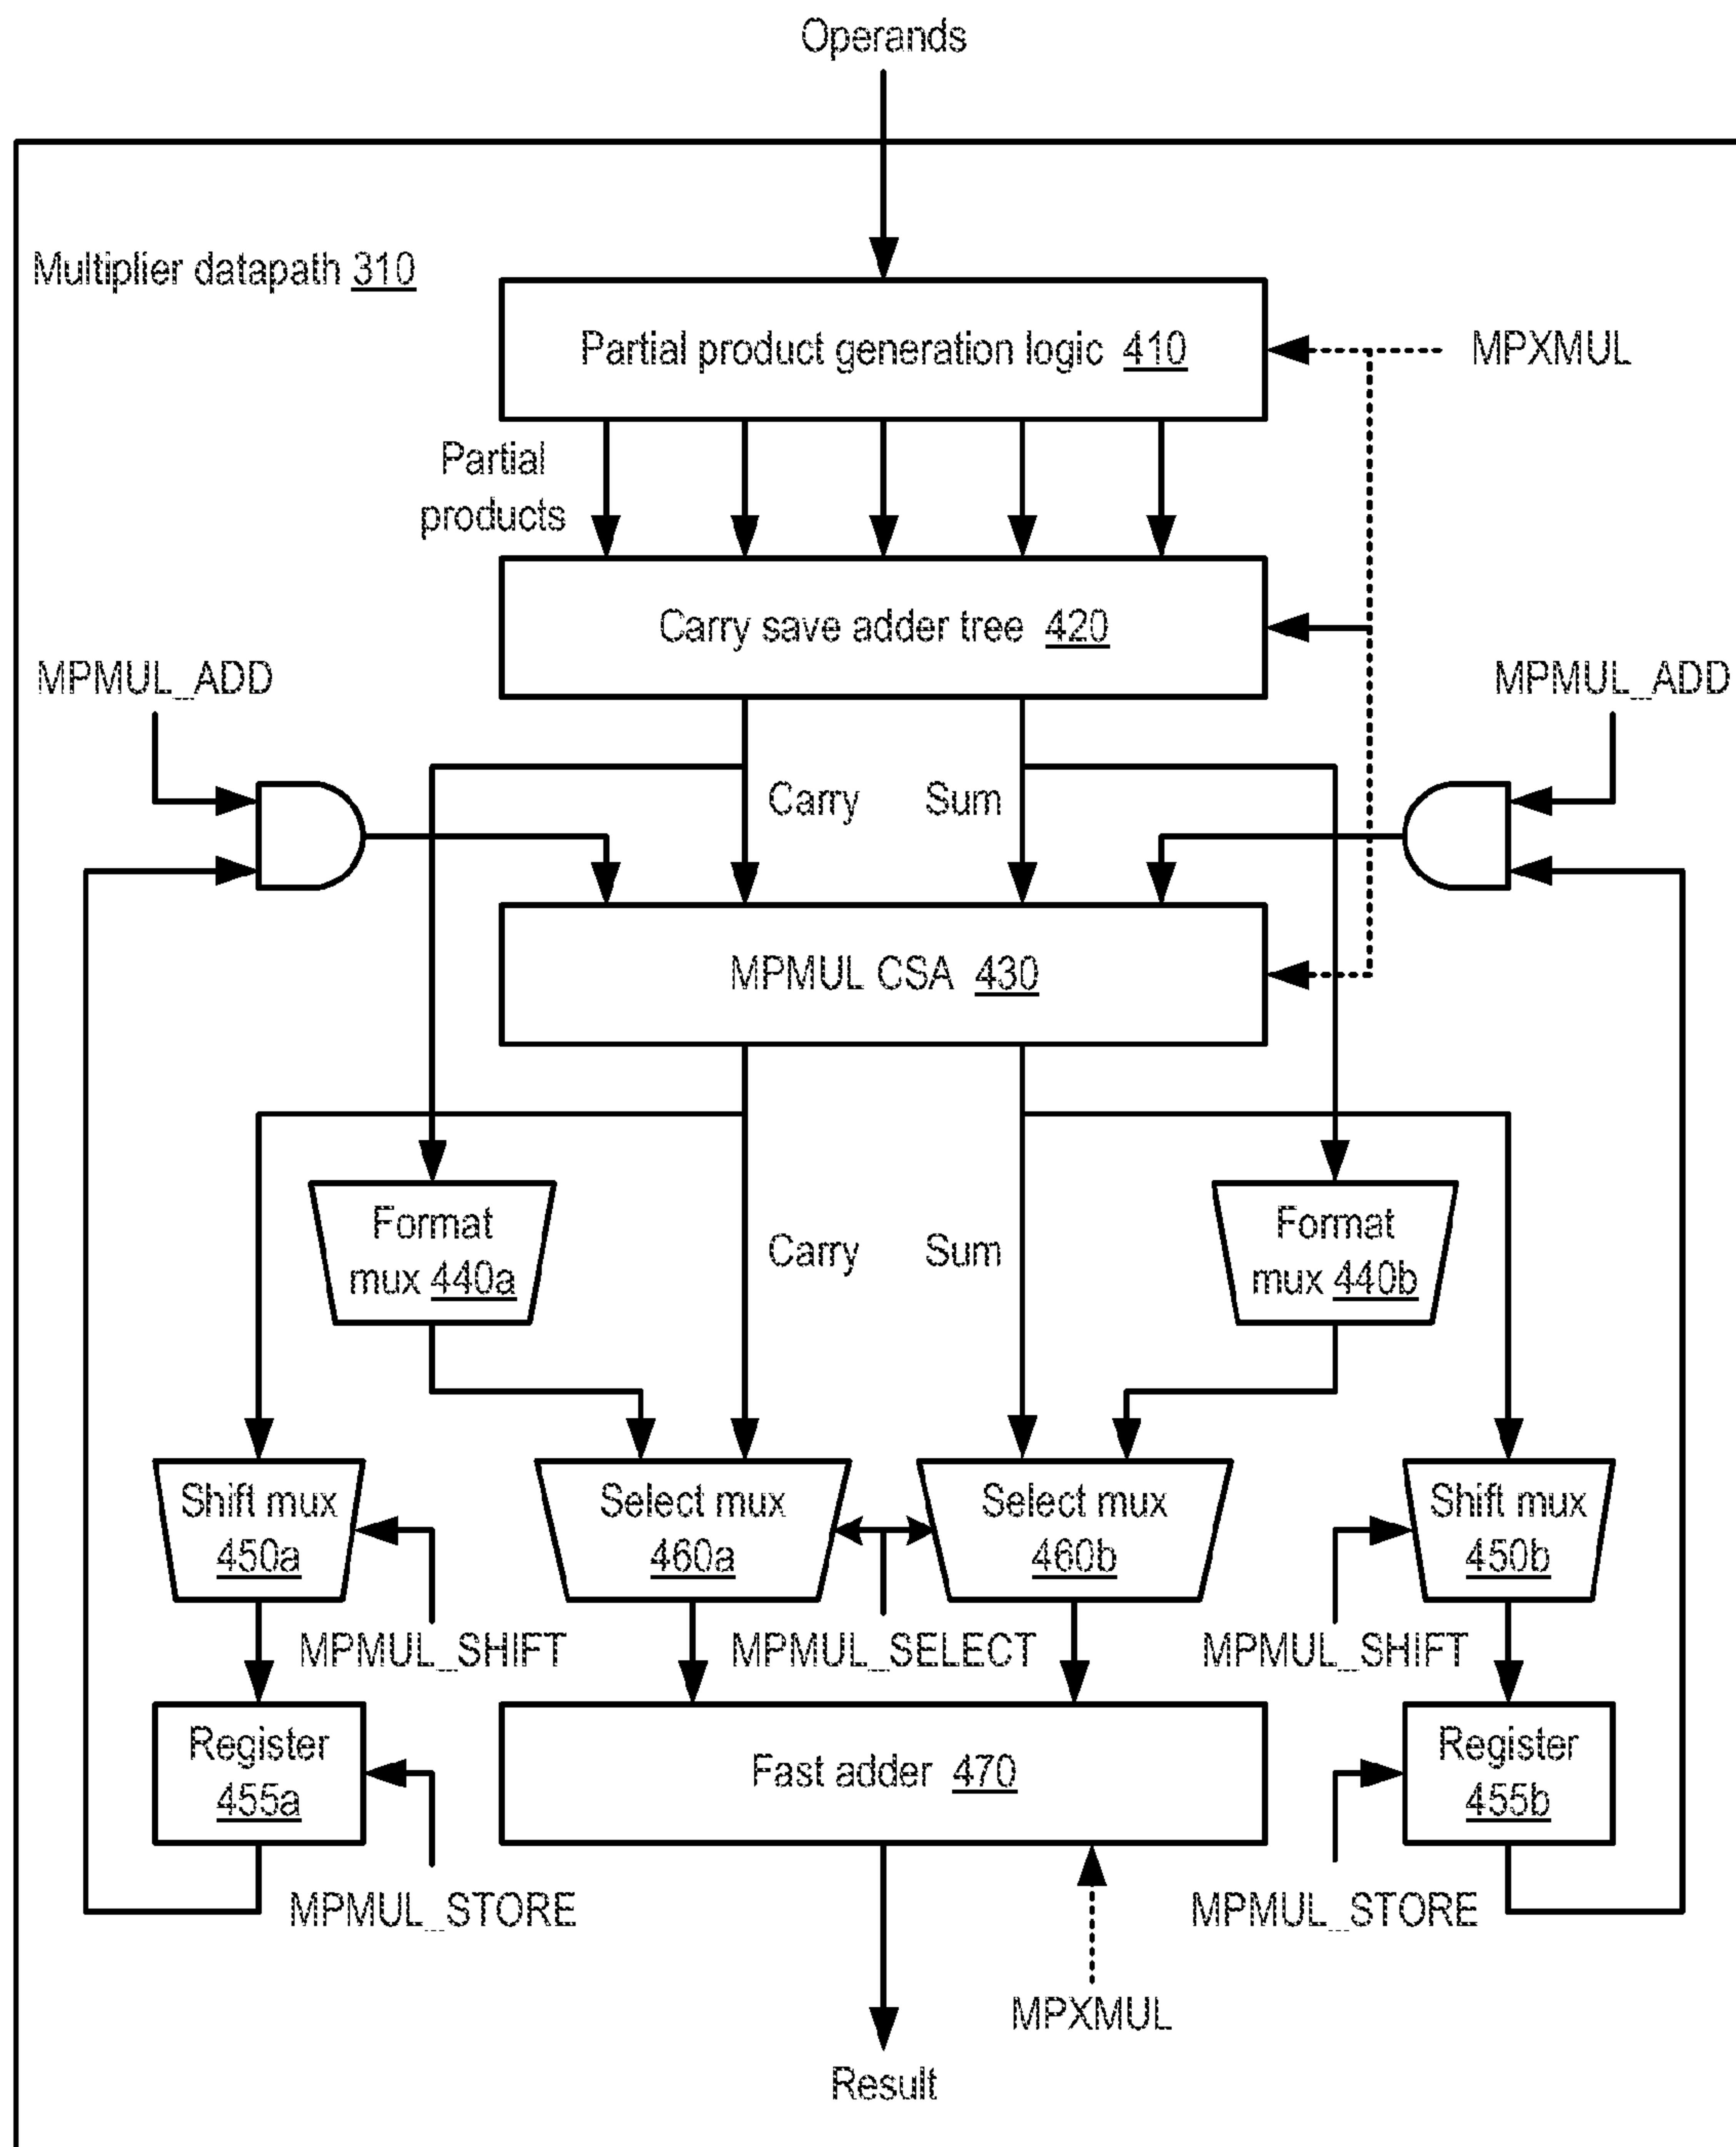 Operands
Multiplier datapath 310
Partial product generation logic 410
MPXMUL
Partial
products
Carry save adder tree 420
MPMUL_ADD
MPMUL_ADD
Carry
Sum
MPMUL CSA 430
Format
mux 440a
Carry
Sum
Format
mux 440b
Shift mux
450a
Select mux
460a
Select mux
460b
Shift mux
450b
MPMUL_SHIFT
MPMUL_SELECT
MPMUL_SHIFT
Register
455a
Fast adder 470
Register
455b
MPMUL_STORE
MPMUL_STORE
MPXMUL
Result